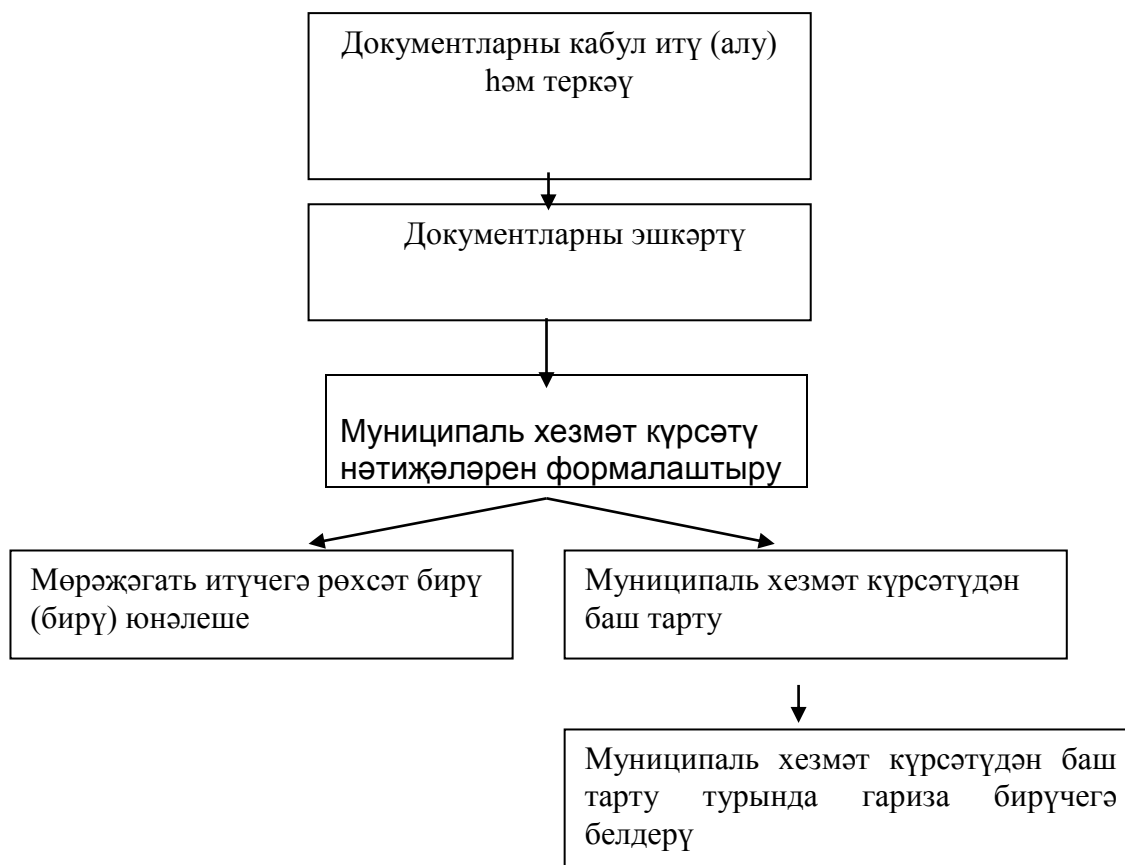 Документларны кабул итү (алу)
һәм теркәү
Документларны эшкәртү
Муниципаль хезмәт күрсәтү
нәтиҗәләрен формалаштыру
Мөрәҗәгать итүчегә рөхсәт бирү
(бирү) юнәлеше
Муниципаль хезмәт күрсәтүдән
баш тарту
Муниципаль хезмәт күрсәтүдән баш
тарту турында гариза бирүчегә
белдерү